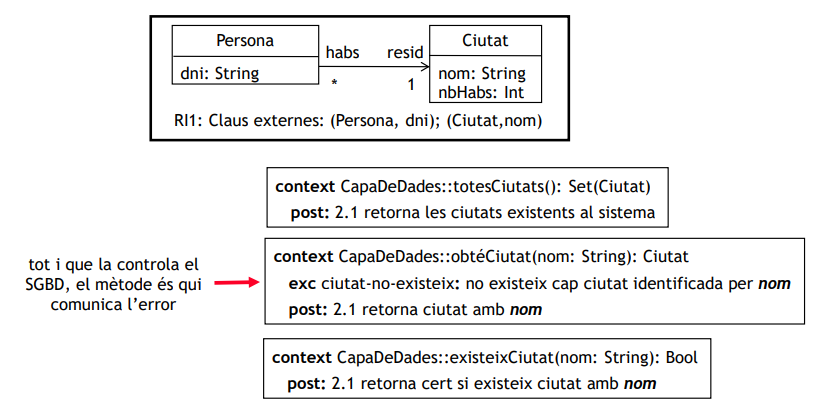 Persona
dni: String
habs
resid
*
1
Ciutat
nom: String
nbHabs: Int
RI1: Claus externes: (Persona, dni); (Ciutat,nom)
context CapaDeDades::totesCiutats(): Set(Ciutat)
post: 2.1 retorna les ciutats existents al sistema
tot i que la controla el
SGBD, el mètode és qui
comunica l'error
context CapaDeDades::obtéCiutat(nom: String): Ciutat
exc ciutat-no-existeix: no existeix cap ciutat identificada per nom
post: 2.1 retorna ciutat amb nom
context CapaDeDades::existeixCiutat(nom: String): Bool
post: 2.1 retorna cert si existeix ciutat amb nom